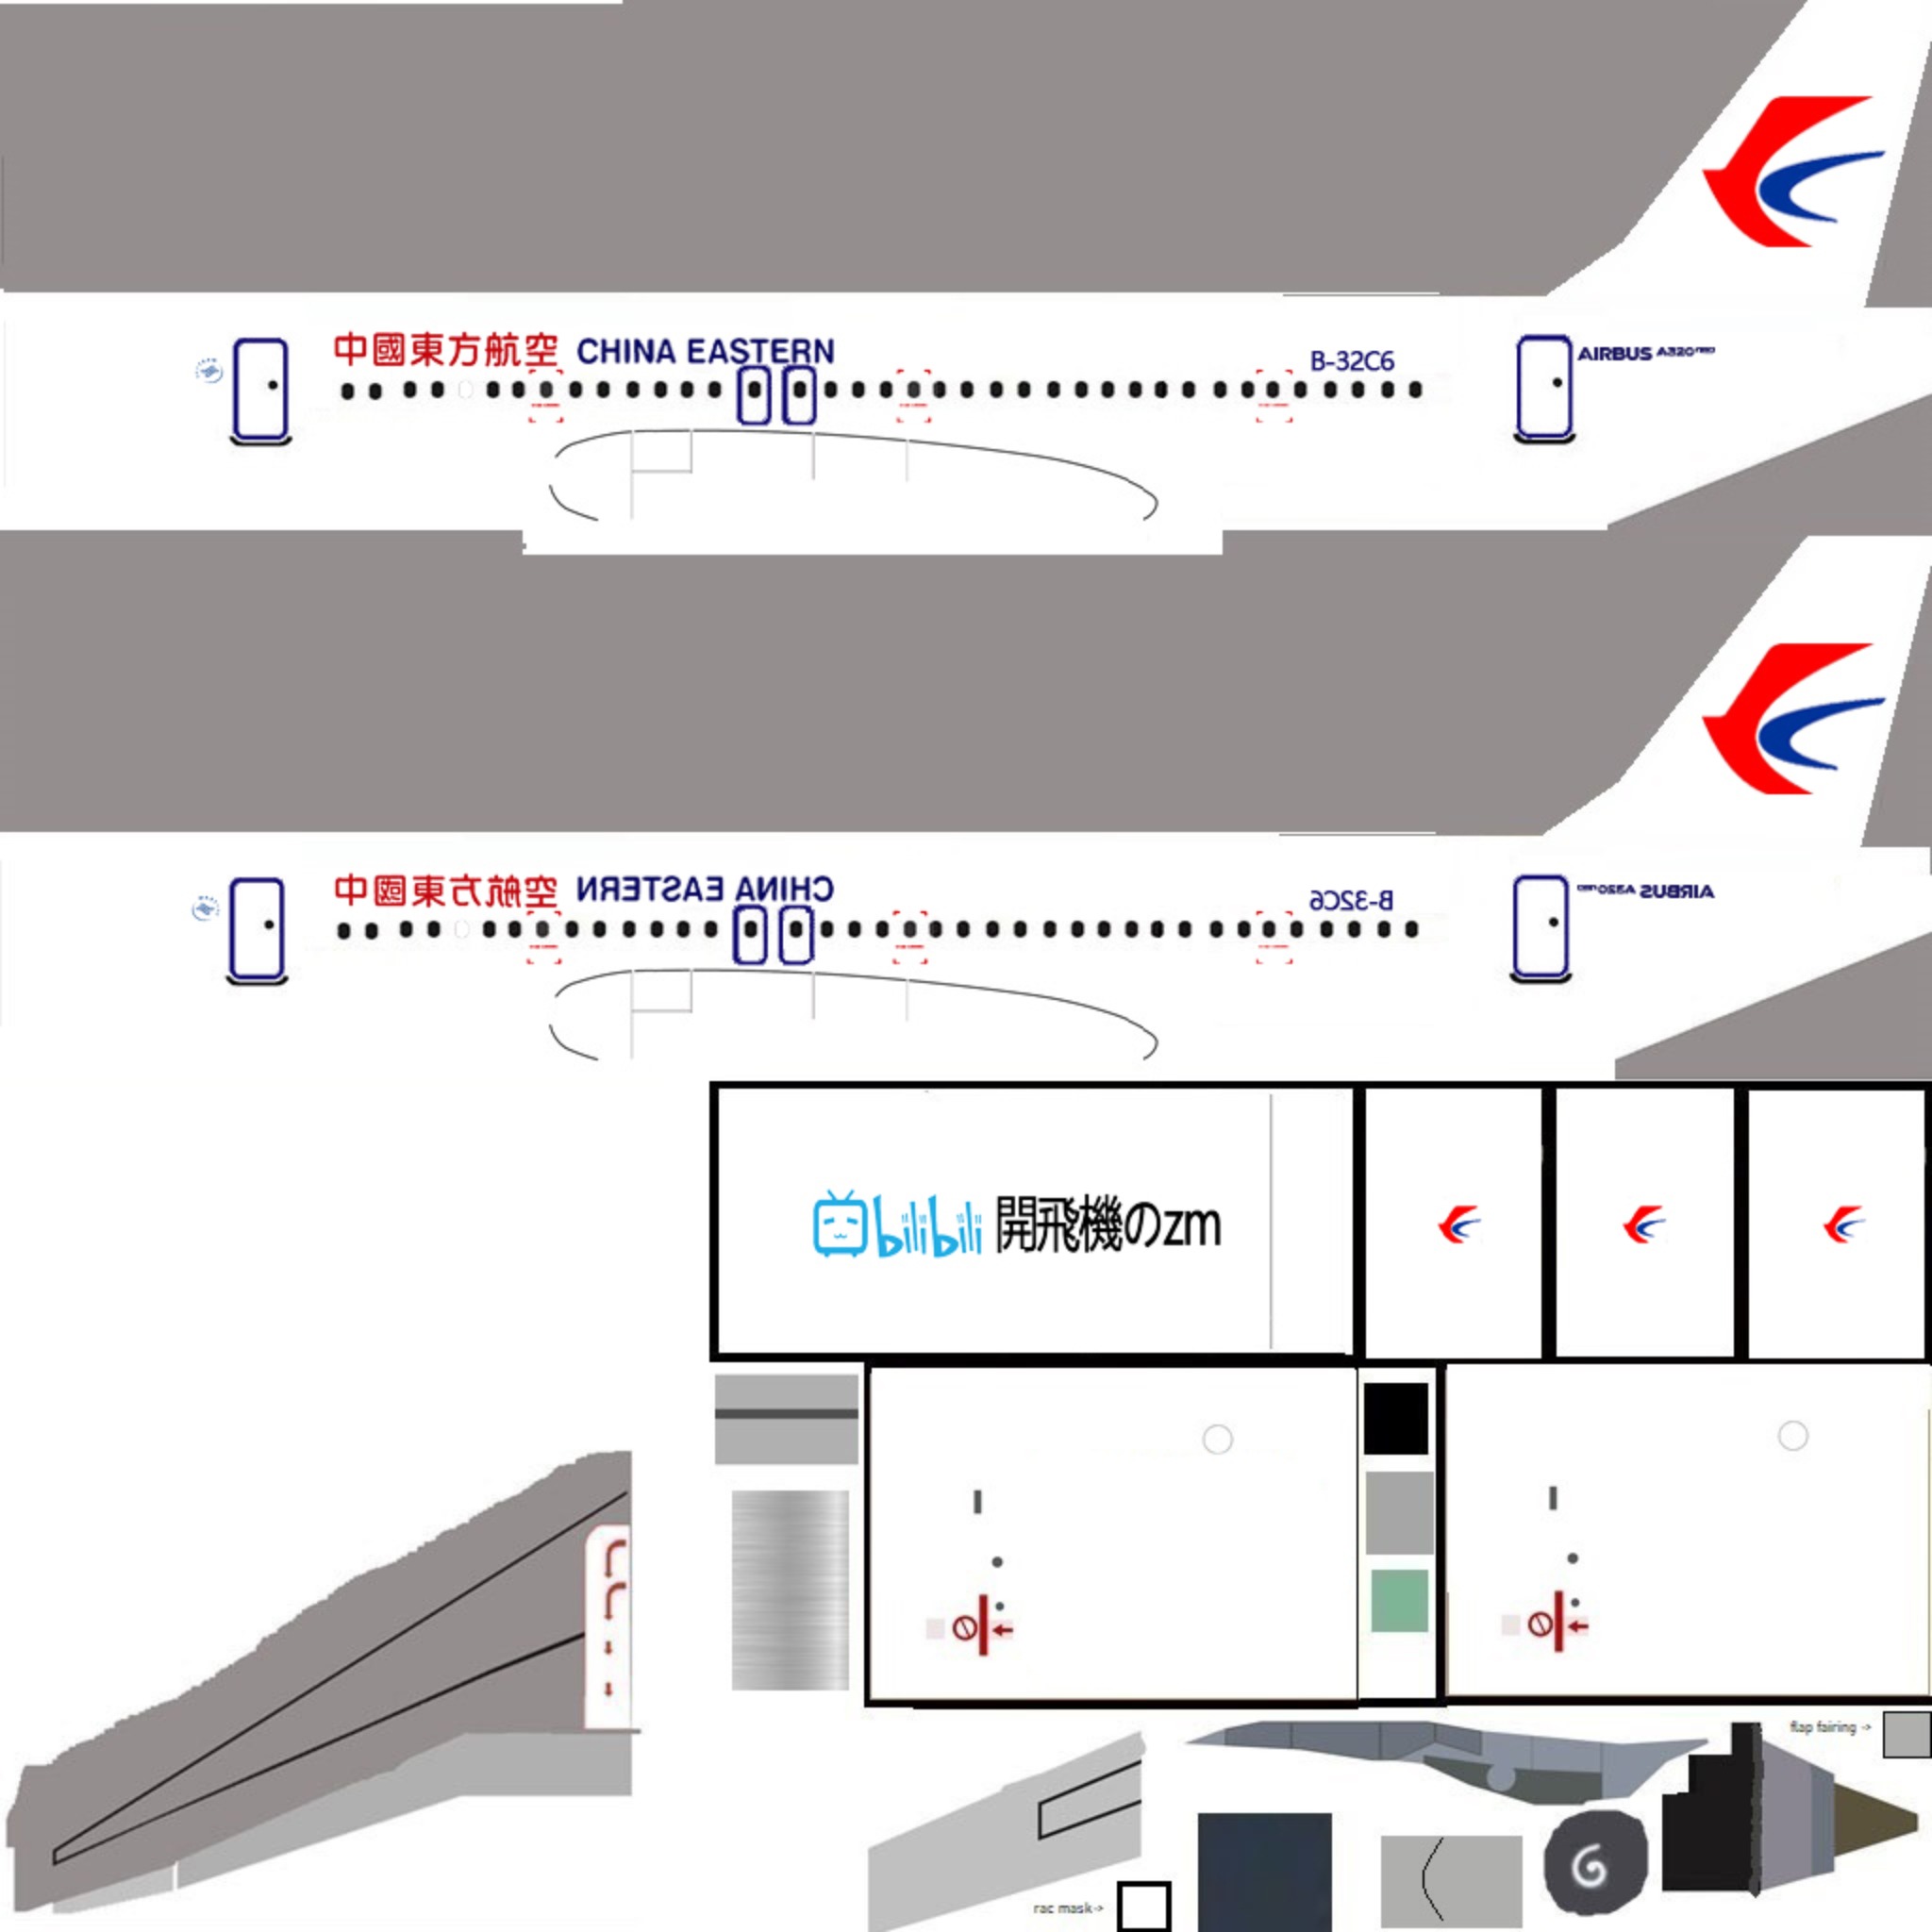 中國東方航空 CHINA EASTERN
B-32C6
AIRBUS A320neo
中國東方航空 CHINA EASTERN
B-32C6
AIRBUS A320neo
bilibili 開飛機のzm
flap fairing ->
rac mask->